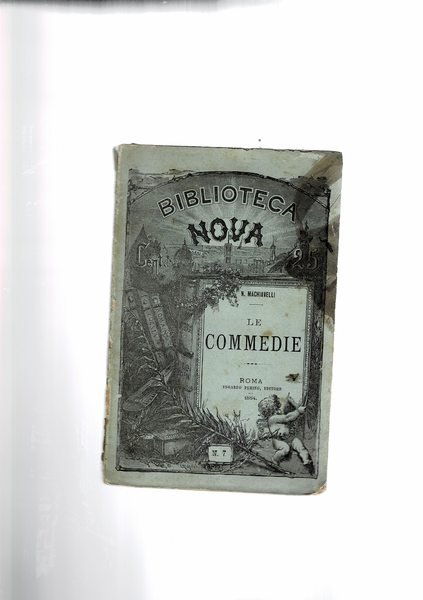 BIBLIOTECA
NOVA
Cent. 25
N. MACHIAVELLI
LE
COMMEDIE
ROMA
EDOARDO PERINO, EDITORE
1884.
N. 7